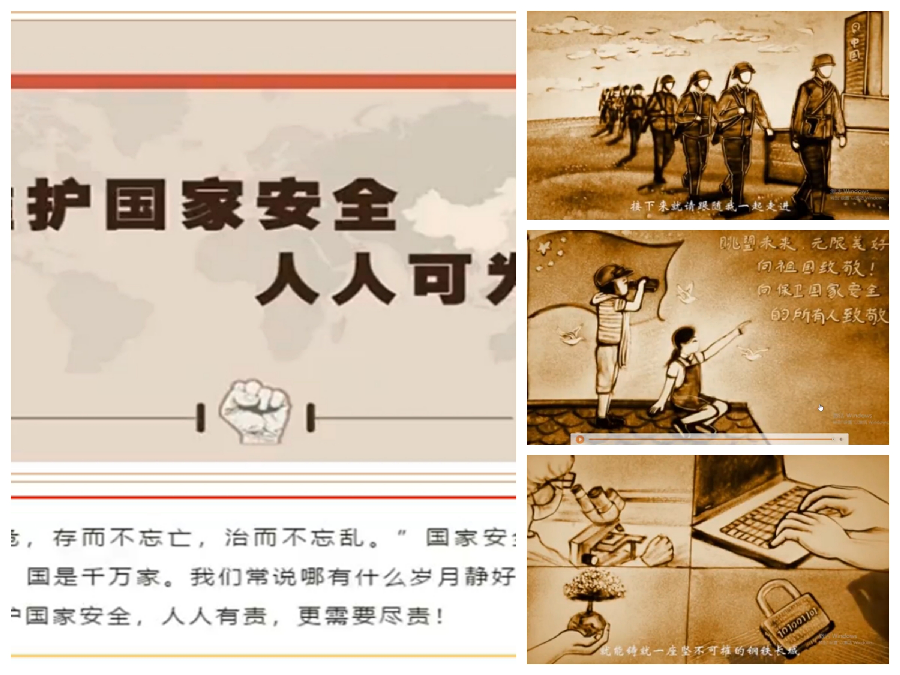 护国家安全
人人可为
，存而不忘亡，治而不忘乱。”国家安全
国是千万家。我们常说哪有什么岁月静好
护国家安全，人人有责，更需要尽责！
接下来就请跟随我一起走进
眺望未来 无限美好
向祖国致敬！
向保卫国家安全
的所有人致敬
101001101
就能铸就一座坚不可摧的钢铁长城